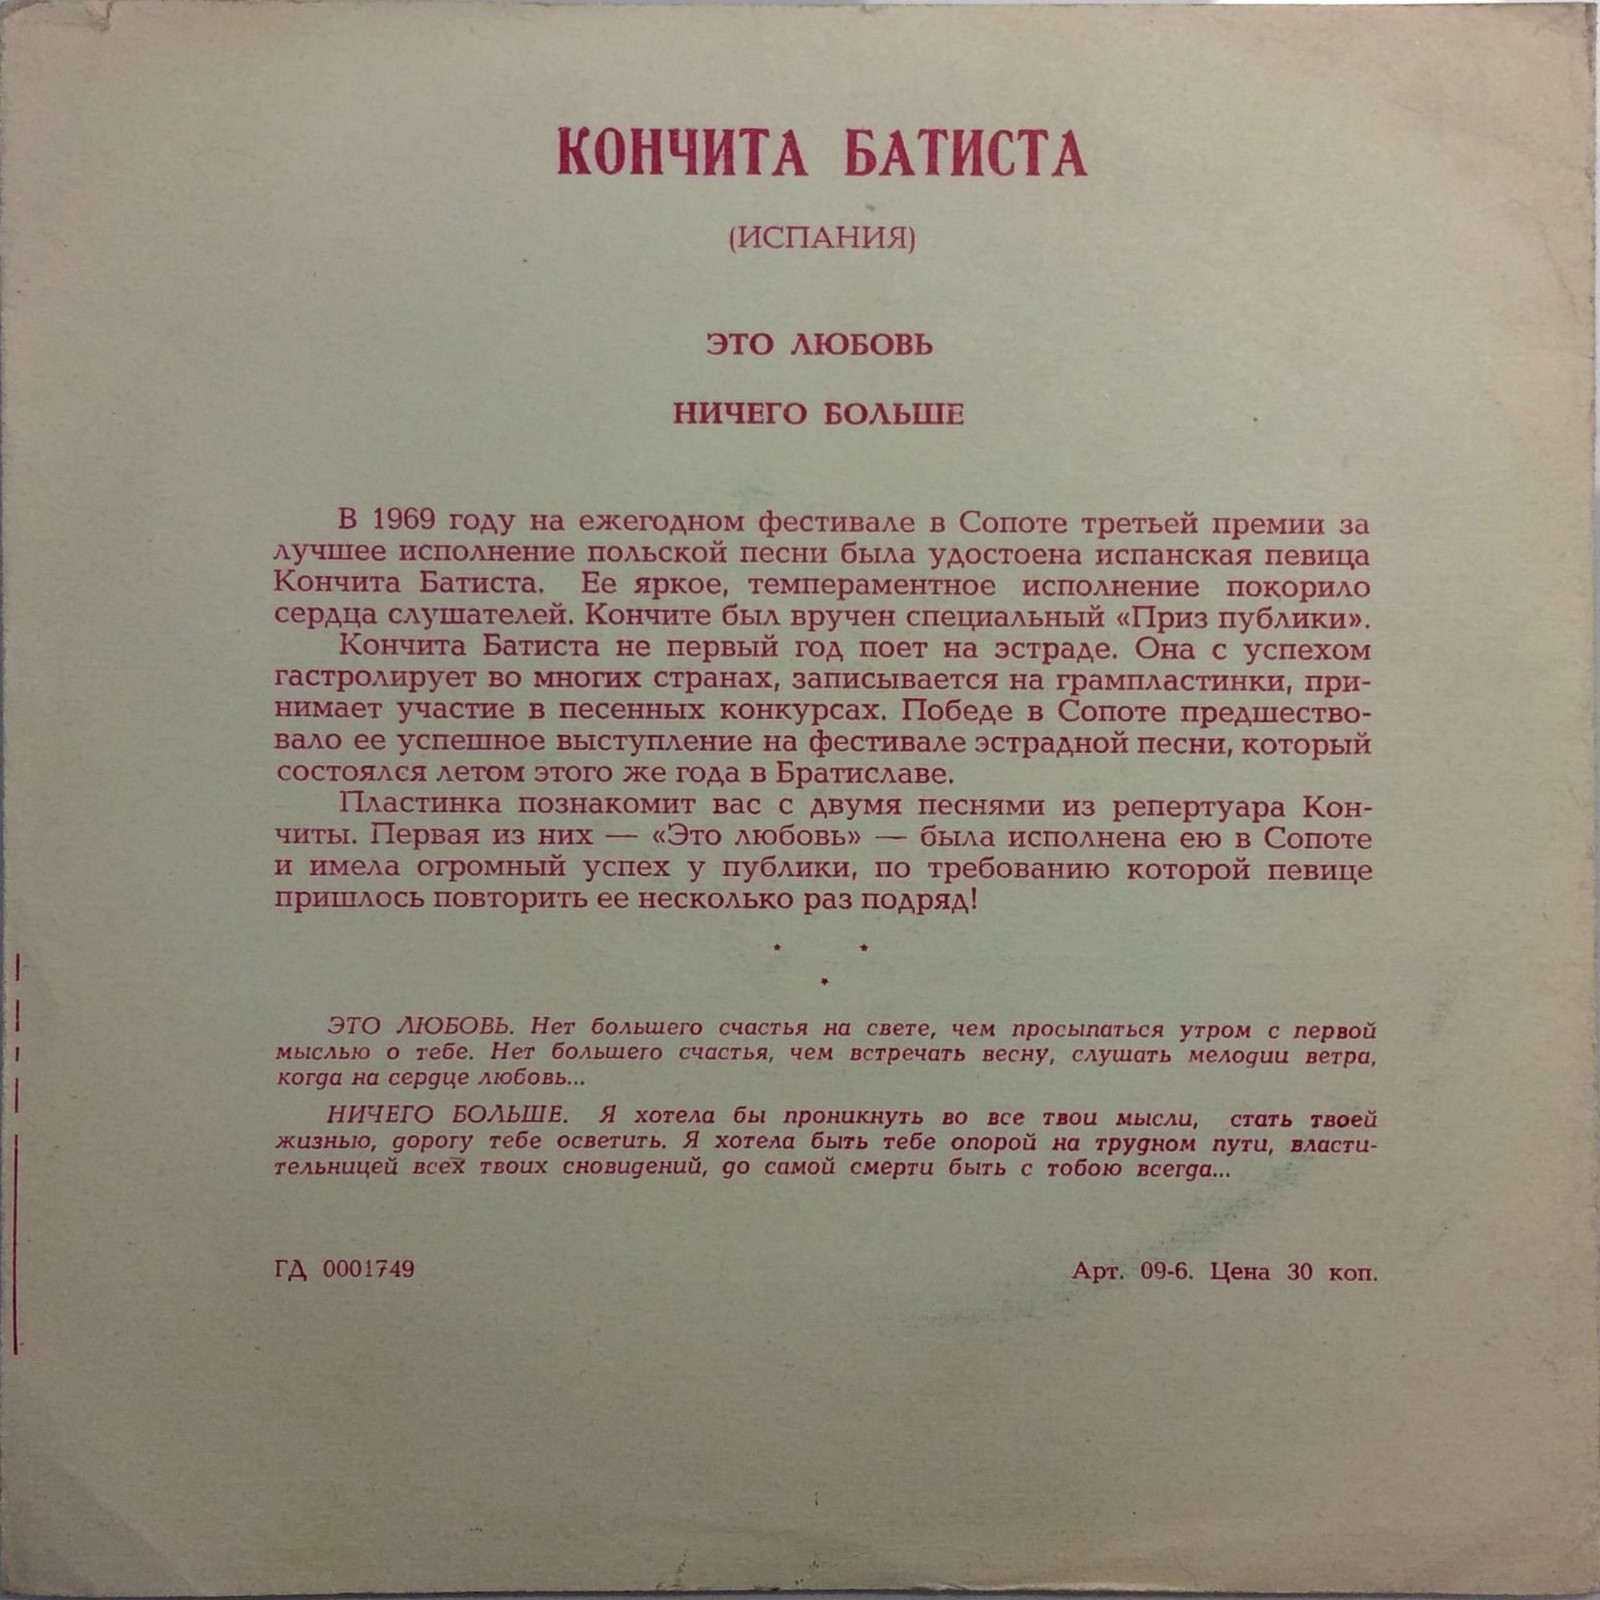 КОНЧИТА БАТИСТА
(ИСПАНИЯ)
ЭТО ЛЮБОВЬ
НИЧЕГО БОЛЬШЕ
В 1969 году на ежегодном фестивале в Сопоте третьей премии за
лучшее исполнение польской песни была удостоена испанская певица
Кончита Батиста. Ее яркое, темпераментное исполнение покорило
сердца слушателей. Кончите был вручен специальный «Приз публики».
Кончита Батиста не первый год поет на эстраде. Она с успехом
гастролирует во многих странах, записывается на грампластинки, при-
нимает участие в песенных конкурсах. Победе в Сопоте предшество-
вало ее успешное выступление на фестивале эстрадной песни, который
состоялся летом этого же года в Братиславе.
Пластинка познакомит вас с двумя песнями из репертуара Кон-
читы. Первая из них — «Это любовь» — была исполнена ею в Сопоте
и имела огромный успех у публики, по требованию которой певице
пришлось повторить ее несколько раз подряд!
* *
*
ЭТО ЛЮБОВЬ. Нет большего счастья на свете, чем просыпаться утром с первой
мыслью о тебе. Нет большего счастья, чем встречать весну, слушать мелодии ветра,
когда на сердце любовь...
НИЧЕГО БОЛЬШЕ. Я хотела бы проникнуть во все твои мысли, стать твоей
жизнью, дорогу тебе осветить. Я хотела быть тебе опорой на трудном пути, власти-
тельницей всех твоих сновидений, до самой смерти быть с тобою всегда...
ГД 0001749
Арт. 09-6. Цена 30 коп.